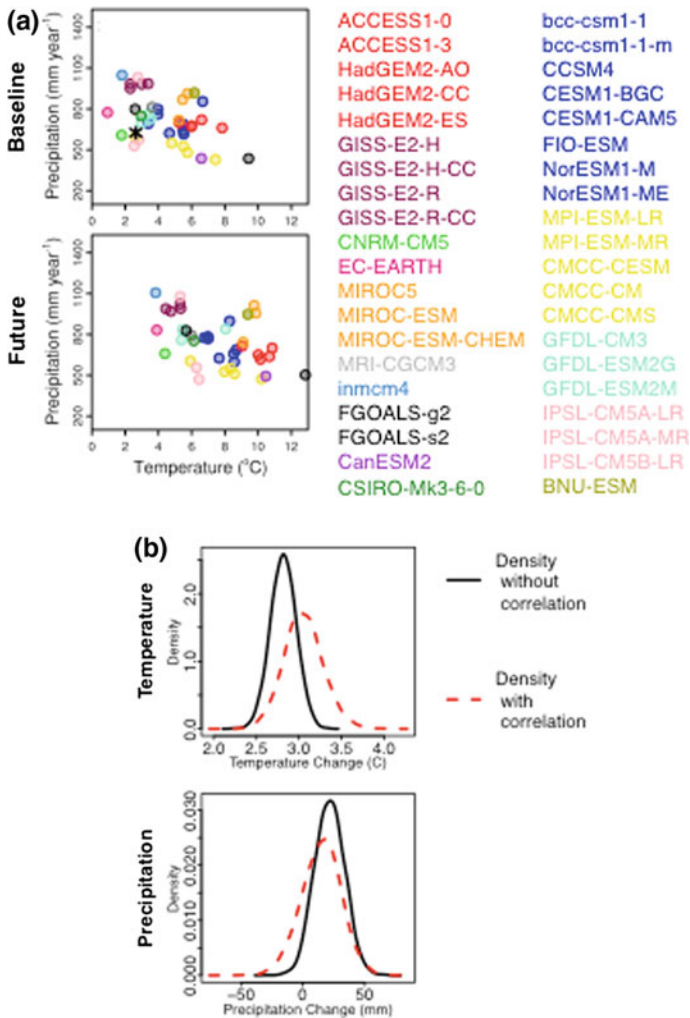 (a)
Baseline
Precipitation (mm year-1)
1400
1100
800
500
200
0 2 4 6 8 10 12
Future
Precipitation (mm year-1)
1400
1100
800
500
200
0 2 4 6 8 10 12
Temperature (°C)
ACCESS1-0
ACCESS1-3
HadGEM2-AO
HadGEM2-CC
HadGEM2-ES
GISS-E2-H
GISS-E2-H-CC
GISS-E2-R
GISS-E2-R-CC
CNRM-CM5
EC-EARTH
MIROC5
MIROC-ESM
MIROC-ESM-CHEM
MRI-CGCM3
inmcm4
FGOALS-g2
FGOALS-s2
CanESM2
CSIRO-Mk3-6-0
bcc-csm1-1
bcc-csm1-1-m
CCSM4
CESM1-BGC
CESM1-CAM5
FIO-ESM
NorESM1-M
NorESM1-ME
MPI-ESM-LR
MPI-ESM-MR
CMCC-CESM
CMCC-CM
CMCC-CMS
GFDL-CM3
GFDL-ESM2G
GFDL-ESM2M
IPSL-CM5A-LR
IPSL-CM5A-MR
IPSL-CM5B-LR
BNU-ESM
(b)
Temperature
Density
2.0
1.0
0.0
2.0 2.5 3.0 3.5 4.0
Temperature Change (C)
Density
without
correlation
Density
with
correlation
Precipitation
Density
0.030
0.020
0.010
0.000
−50 0 50
Precipitation Change (mm)